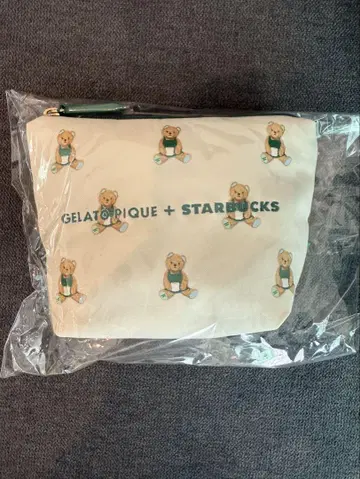 GELATO PIQUE + STARBUCKS